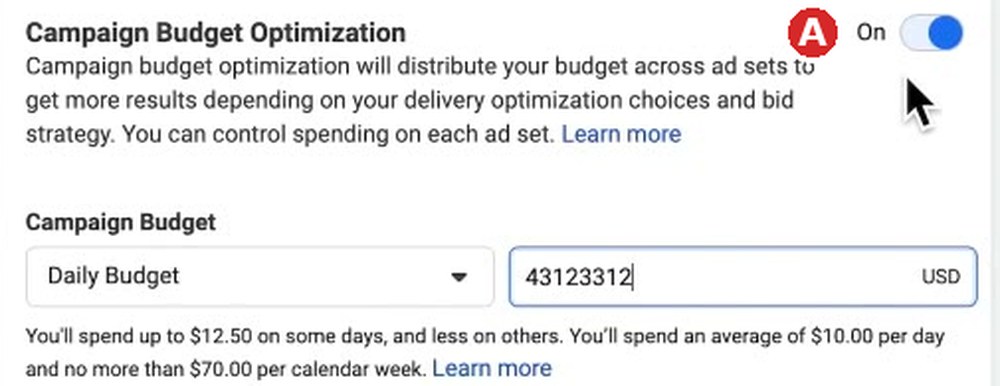 Campaign Budget Optimization
A
On
Campaign budget optimization will distribute your budget across ad sets to
get more results depending on your delivery optimization choices and bid
strategy. You can control spending on each ad set. Learn more
Campaign Budget
Daily Budget
43123312
USD
You'll spend up to $12.50 on some days, and less on others. You'll spend an average of $10.00 per day
and no more than $70.00 per calendar week. Learn more